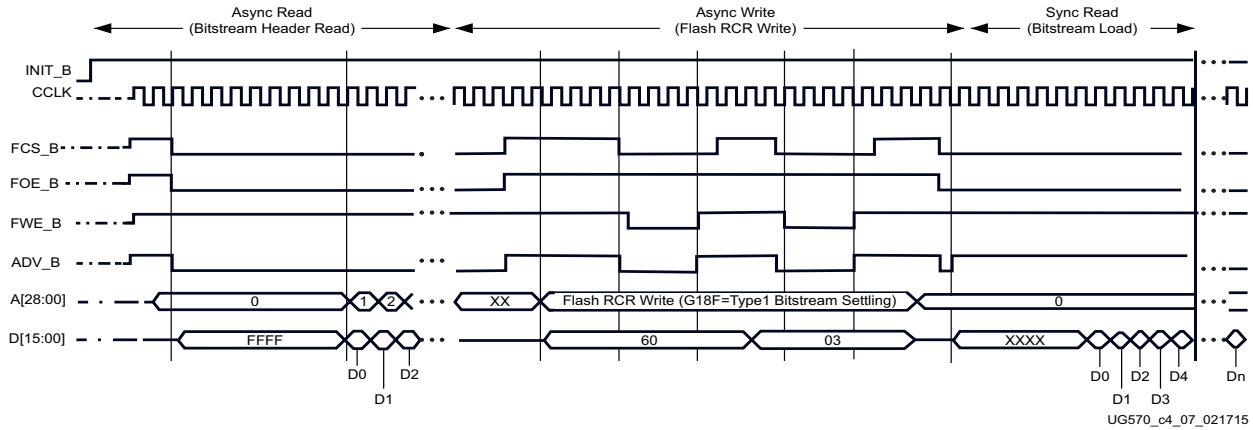 Async Read
(Bitstream Header Read)
Async Write
(Flash RCR Write)
Sync Read
(Bitstream Load)
INIT_B
CCLK
FCS_B
FOE_B
FWE_B
ADV_B
A[28:00] 0 1 2 XX Flash RCR Write (G18F=Type1 Bitstream Settling) 0
D[15:00] FFFF 60 03 XXXX
D0 D2 D0 D2 D4 Dn
D1 D1 D3
UG570_c4_07_021715